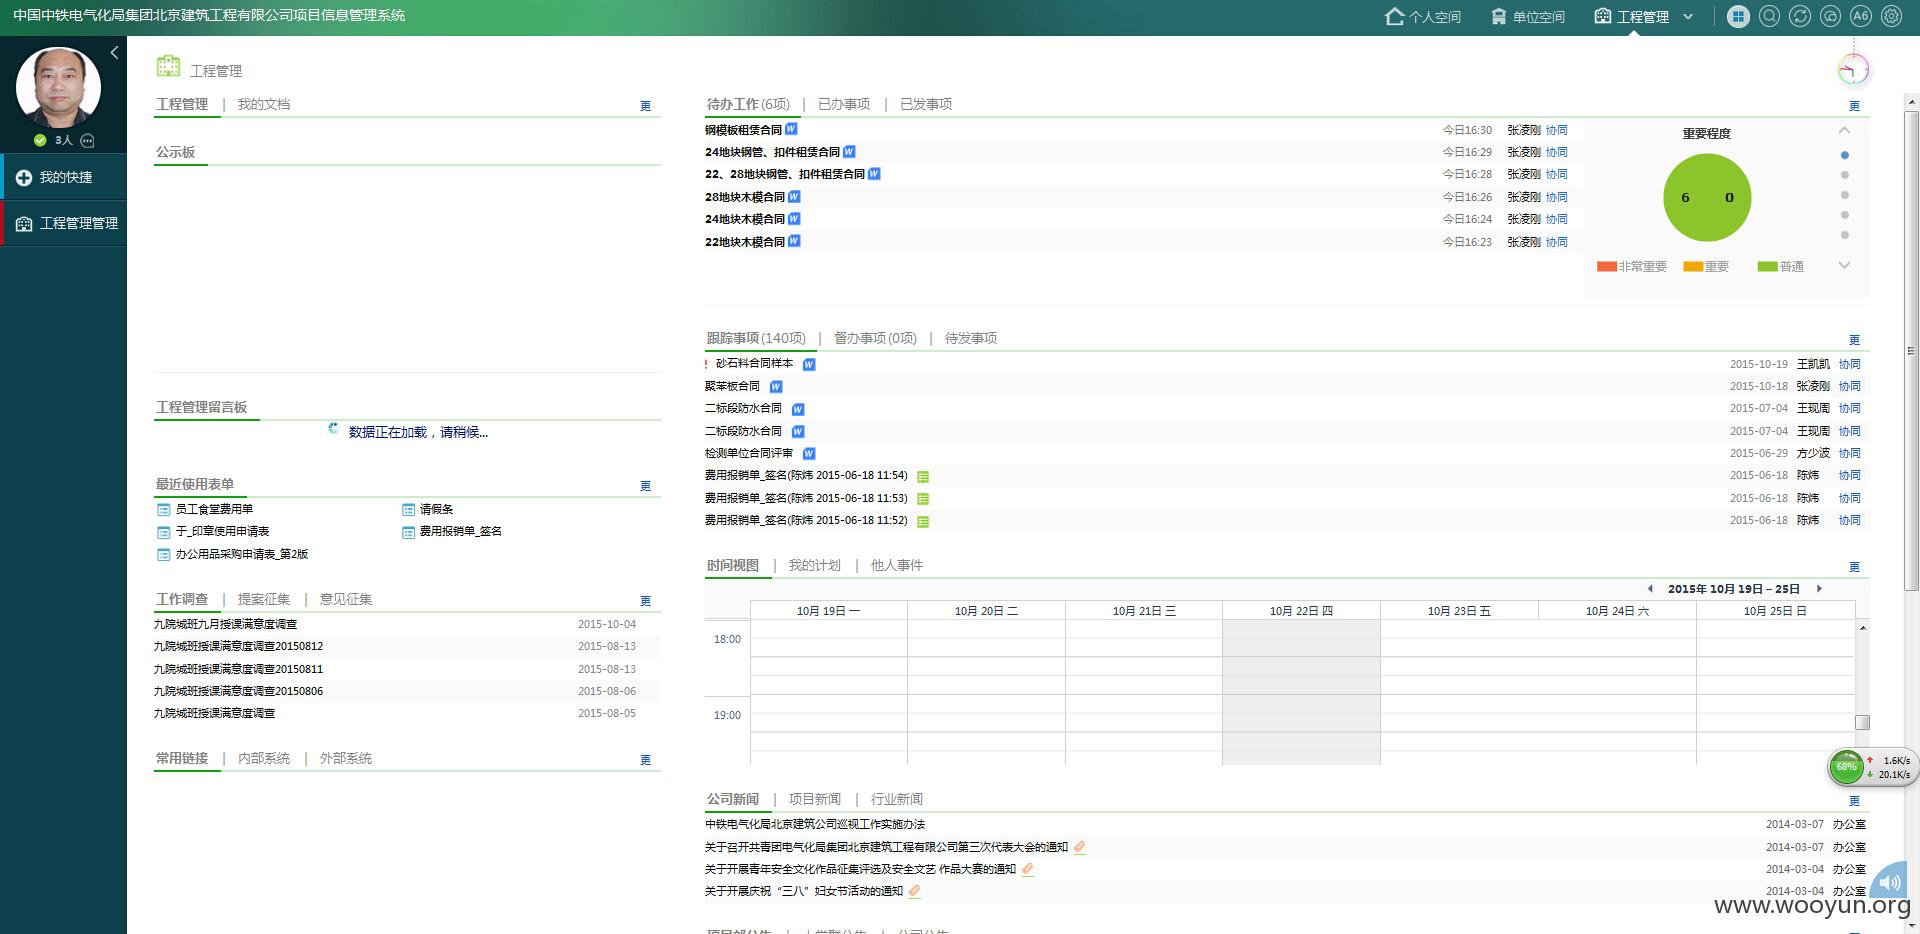 中国中铁电气化局集团北京建筑工程有限公司项目信息管理系统
个人空间 单位空间 工程管理 A6
3人
我的快捷
工程管理管理
工程管理
工程管理 | 我的文档 更
公示板
工程管理留言板
数据正在加载，请稍候...
最近使用表单 更
员工食堂费用单 请假条
于_印章使用申请表 费用报销单_签名
办公用品采购申请表_第2版
工作调查 | 提案征集 | 意见征集 更
九院城班九月授课满意度调查 2015-10-04
九院城班授课满意度调查20150812 2015-08-13
九院城班授课满意度调查20150811 2015-08-13
九院城班授课满意度调查20150806 2015-08-06
九院城班授课满意度调查 2015-08-05
常用链接 | 内部系统 | 外部系统 更
待办工作(6项) | 已办事项 | 已发事项 更
钢模板租赁合同 今日16:30 张凌刚 协同
24地块钢管、扣件租赁合同 今日16:29 张凌刚 协同
22、28地块钢管、扣件租赁合同 今日16:28 张凌刚 协同
28地块木模合同 今日16:26 张凌刚 协同
24地块木模合同 今日16:24 张凌刚 协同
22地块木模合同 今日16:23 张凌刚 协同
重要程度
6 0
非常重要 重要 普通
跟踪事项(140项) | 督办事项(0项) | 待发事项 更
! 砂石料合同样本 2015-10-19 王凯凯 协同
聚苯板合同 2015-10-18 张凌刚 协同
二标段防水合同 2015-07-04 王现周 协同
二标段防水合同 2015-07-04 王现周 协同
检测单位合同评审 2015-06-29 方少波 协同
费用报销单_签名(陈炜 2015-06-18 11:54) 2015-06-18 陈炜 协同
费用报销单_签名(陈炜 2015-06-18 11:53) 2015-06-18 陈炜 协同
费用报销单_签名(陈炜 2015-06-18 11:52) 2015-06-18 陈炜 协同
时间视图 | 我的计划 | 他人事件 更
2015年 10月 19日 – 25日
10月 19日 一 10月 20日 二 10月 21日 三 10月 22日 四 10月 23日 五 10月 24日 六 10月 25日 日
18:00
19:00
68% 1.6K/s
20.1K/s
公司新闻 | 项目新闻 | 行业新闻 更
中铁电气化局北京建筑公司巡视工作实施办法 2014-03-07 办公室
关于召开共青团电气化局集团北京建筑工程有限公司第三次代表大会的通知 2014-03-07 办公室
关于开展青年安全文化作品征集评选及安全文艺 作品大赛的通知 2014-03-04 办公室
关于开展庆祝“三八”妇女节活动的通知 2014-03-04 办公室
www.wooyun.org